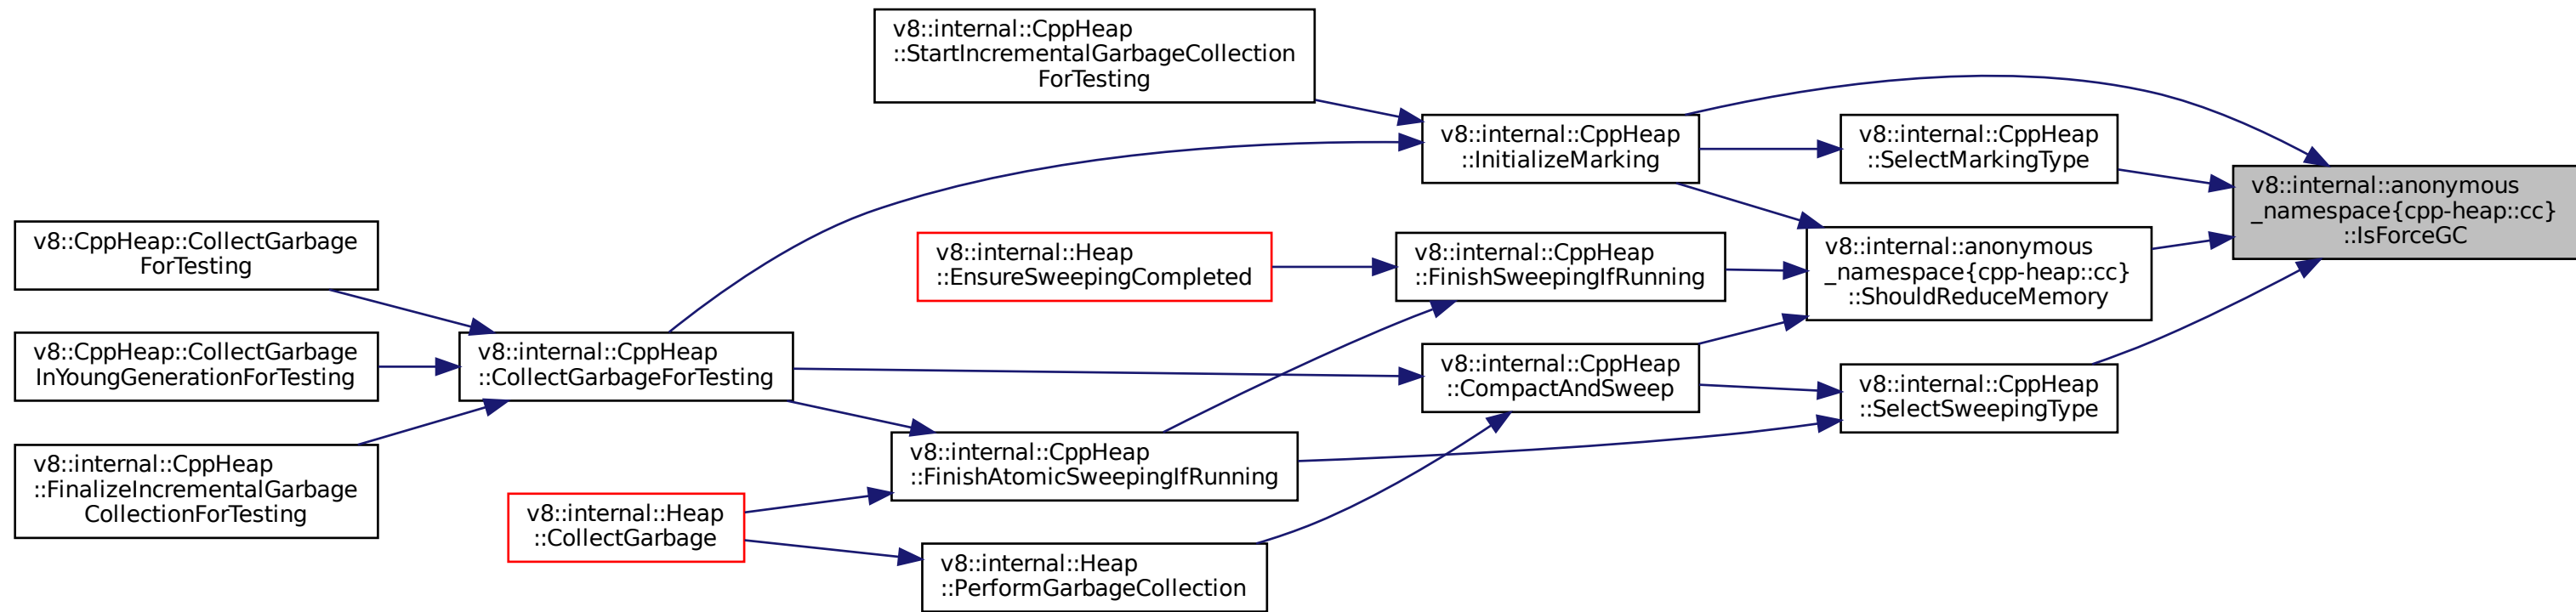 v8::internal::CppHeap
::StartIncrementalGarbageCollection
ForTesting
v8::internal::CppHeap
::InitializeMarking
v8::internal::CppHeap
::SelectMarkingType
v8::internal::anonymous
_namespace{cpp-heap::cc}
::IsForceGC
v8::CppHeap::CollectGarbage
ForTesting
v8::internal::Heap
::EnsureSweepingCompleted
v8::internal::CppHeap
::FinishSweepingIfRunning
v8::internal::anonymous
_namespace{cpp-heap::cc}
::ShouldReduceMemory
v8::CppHeap::CollectGarbage
InYoungGenerationForTesting
v8::internal::CppHeap
::CollectGarbageForTesting
v8::internal::CppHeap
::CompactAndSweep
v8::internal::CppHeap
::SelectSweepingType
v8::internal::CppHeap
::FinalizeIncrementalGarbage
CollectionForTesting
v8::internal::CppHeap
::FinishAtomicSweepingIfRunning
v8::internal::Heap
::CollectGarbage
v8::internal::Heap
::PerformGarbageCollection